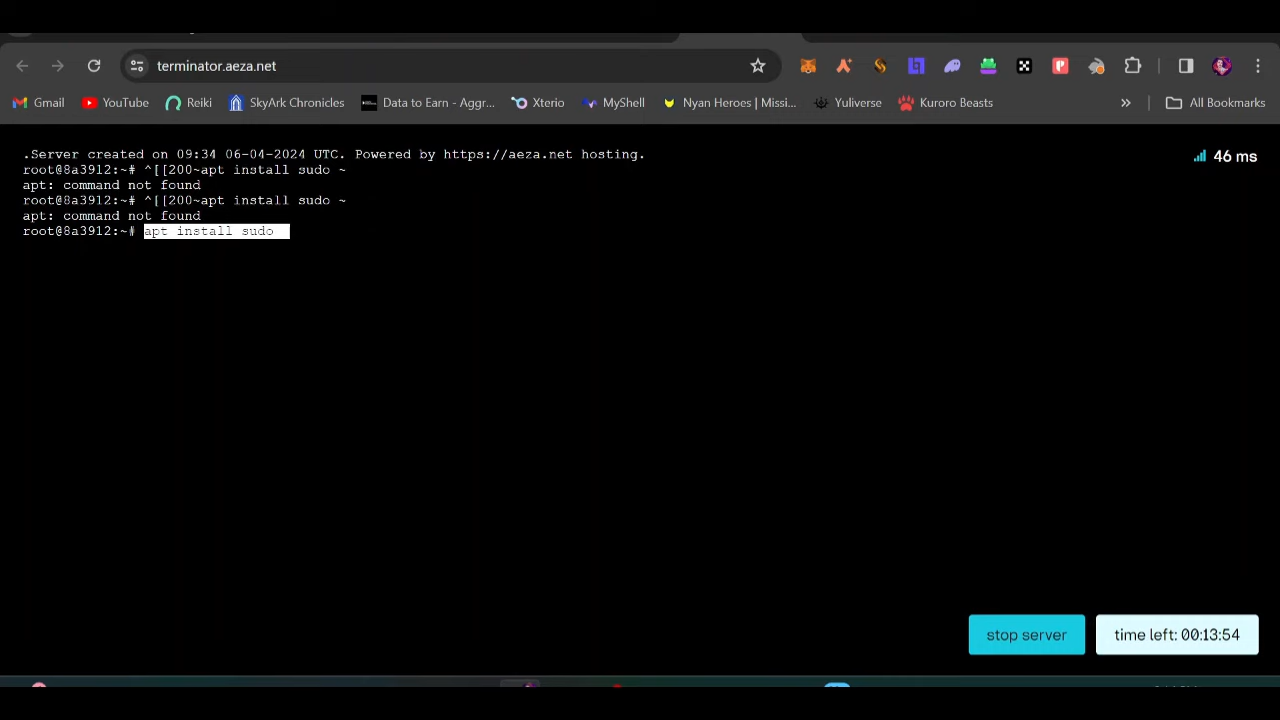 terminator.aeza.net
Gmail YouTube Reiki SkyArk Chronicles Data to Earn - Aggr... Xterio MyShell Nyan Heroes | Missi... Yuliverse Kuroro Beasts » All Bookmarks
.Server created on 09:34 06-04-2024 UTC. Powered by https://aeza.net hosting.
46 ms
root@8a3912:~# ^[[200~apt install sudo ~
apt: command not found
root@8a3912:~# ^[[200~apt install sudo ~
apt: command not found
root@8a3912:~# apt install sudo
stop server time left: 00:13:54